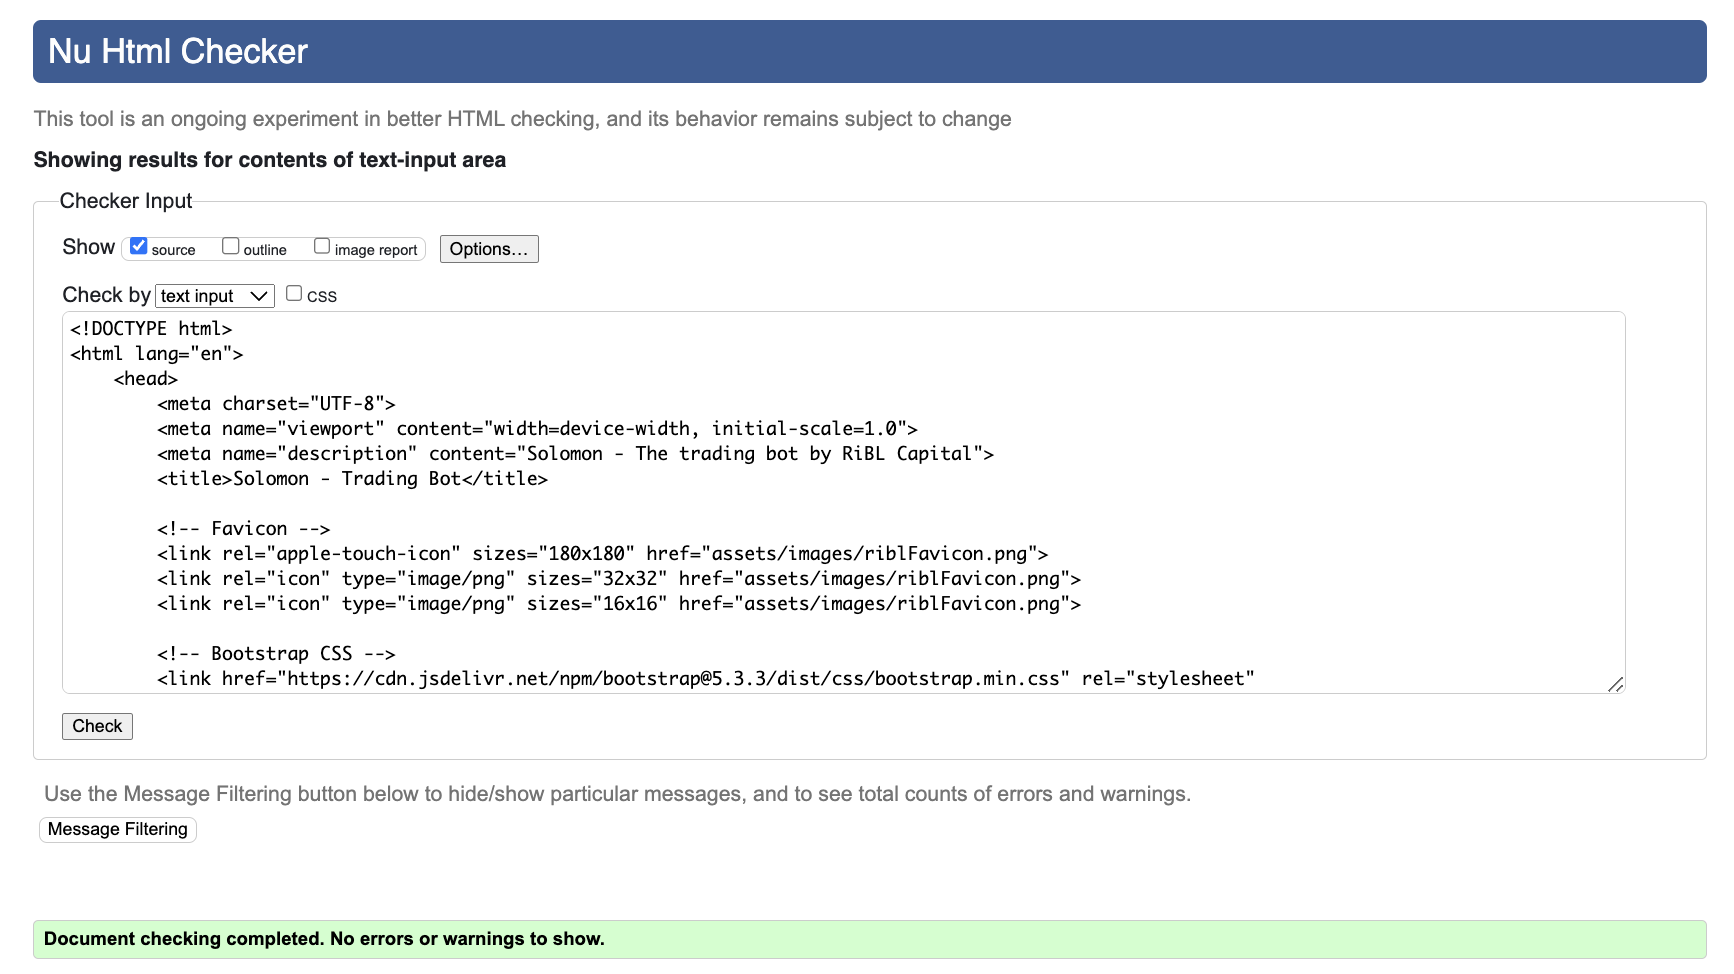 Nu Html Checker
This tool is an ongoing experiment in better HTML checking, and its behavior remains subject to change
Showing results for contents of text-input area
Checker Input
Show source outline image report Options…
Check by text input css
<!DOCTYPE html>
<html lang="en">
    <head>
        <meta charset="UTF-8">
        <meta name="viewport" content="width=device-width, initial-scale=1.0">
        <meta name="description" content="Solomon - The trading bot by RiBL Capital">
        <title>Solomon - Trading Bot</title>
        <!-- Favicon -->
        <link rel="apple-touch-icon" sizes="180x180" href="assets/images/riblFavicon.png">
        <link rel="icon" type="image/png" sizes="32x32" href="assets/images/riblFavicon.png">
        <link rel="icon" type="image/png" sizes="16x16" href="assets/images/riblFavicon.png">
        <!-- Bootstrap CSS -->
        <link href="https://cdn.jsdelivr.net/npm/bootstrap@5.3.3/dist/css/bootstrap.min.css" rel="stylesheet"
Check
Use the Message Filtering button below to hide/show particular messages, and to see total counts of errors and warnings.
Message Filtering
Document checking completed. No errors or warnings to show.